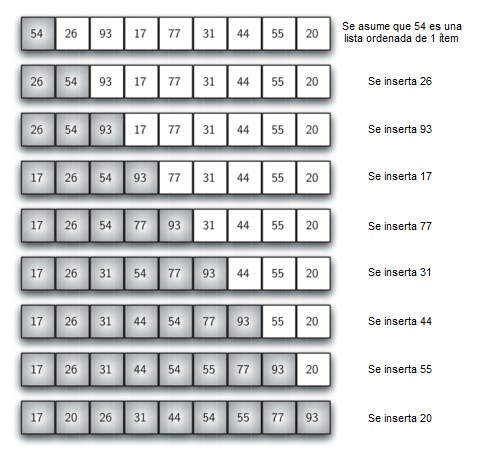 54 26 93 17 77 31 44 55 20
Se asume que 54 es una
lista ordenada de 1 ítem
26 54 93 17 77 31 44 55 20
Se inserta 26
26 54 93 17 77 31 44 55 20
Se inserta 93
17 26 54 93 77 31 44 55 20
Se inserta 17
17 26 54 77 93 31 44 55 20
Se inserta 77
17 26 31 54 77 93 44 55 20
Se inserta 31
17 26 31 44 54 77 93 55 20
Se inserta 44
17 26 31 44 54 55 77 93 20
Se inserta 55
17 20 26 31 44 54 55 77 93
Se inserta 20